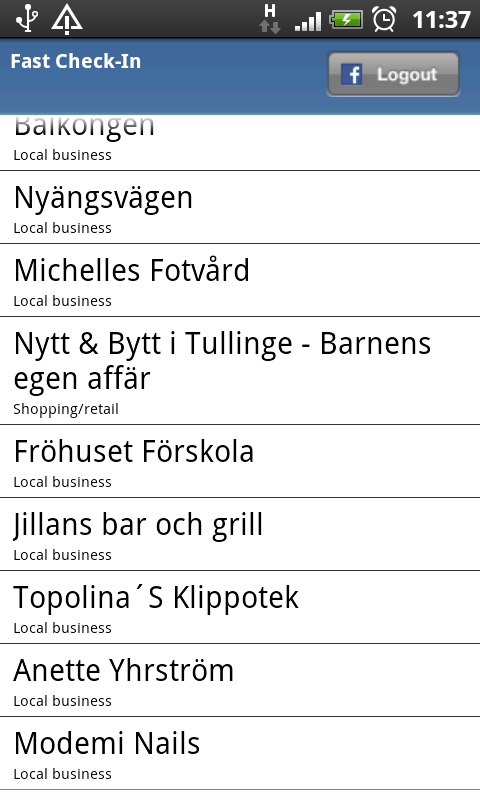 H
11:37
Fast Check-In
Logout
Balkongen
Local business
Nyängsvägen
Local business
Michelles Fotvård
Local business
Nytt & Bytt i Tullinge - Barnens
egen affär
Shopping/retail
Fröhuset Förskola
Local business
Jillans bar och grill
Local business
Topolina´S Klippotek
Local business
Anette Yhrström
Local business
Modemi Nails
Local business